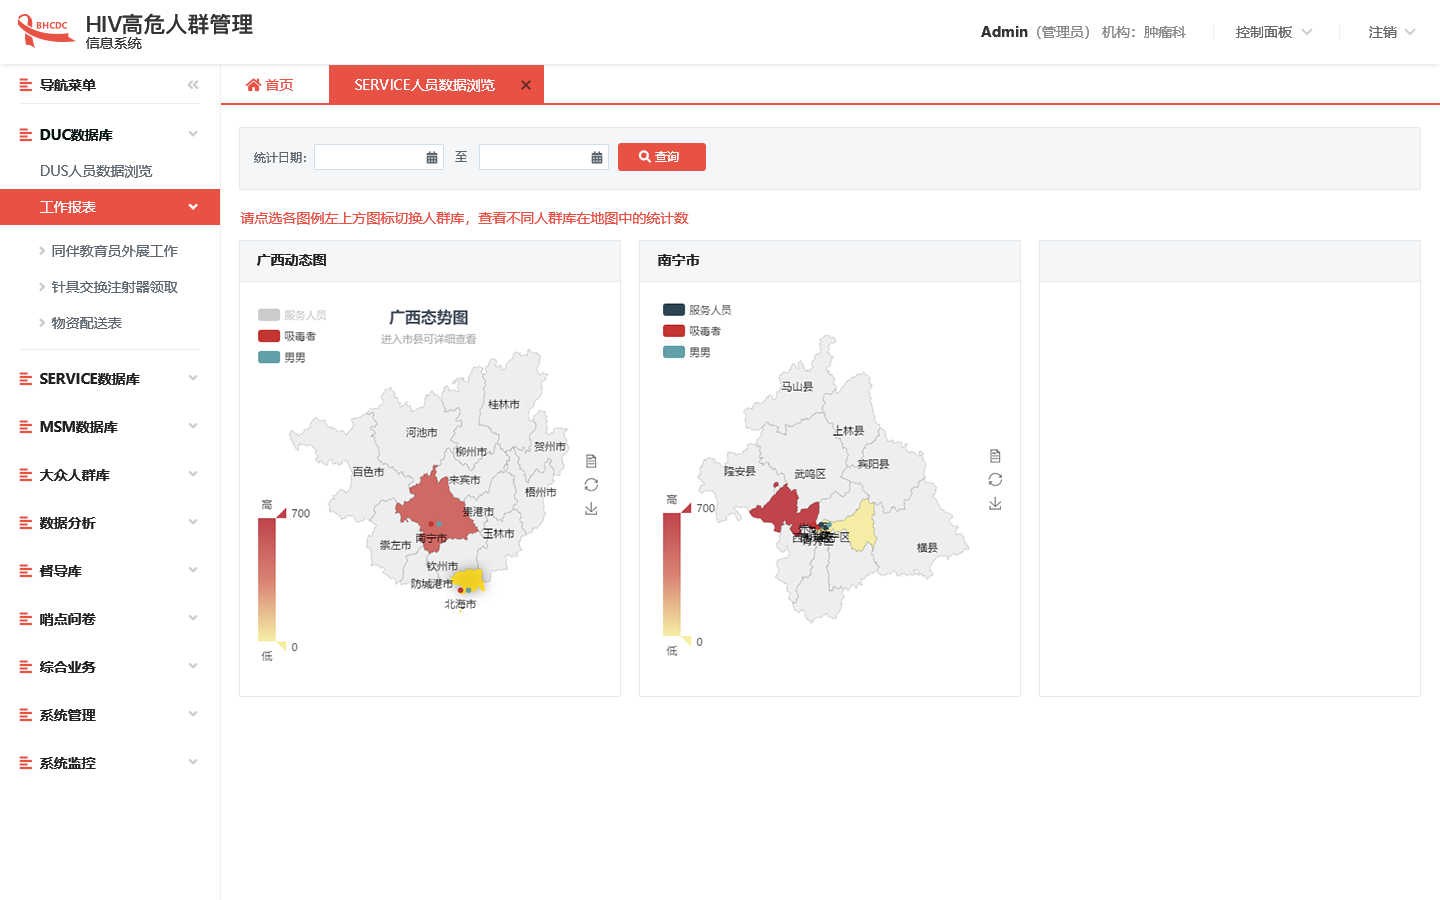 BHCDC
HIV高危人群管理
信息系统
Admin（管理员） 机构：肿瘤科
控制面板
注销
导航菜单
首页
SERVICE人员数据浏览
DUC数据库
DUS人员数据浏览
工作报表
同伴教育员外展工作
针具交换注射器领取
物资配送表
SERVICE数据库
MSM数据库
大众人群库
数据分析
督导库
哨点问卷
综合业务
系统管理
系统监控
统计日期:
至
查询
请点选各图例左上方图标切换人群库，查看不同人群库在地图中的统计数
广西动态图
服务人员
吸毒者
男男
广西态势图
进入市县可详细查看
桂林市
河池市
柳州市
贺州市
百色市
来宾市
梧州市
贵港市
玉林市
南宁市
崇左市
钦州市
防城港市
北海市
高
700
0
低
南宁市
服务人员
吸毒者
男男
马山县
上林县
宾阳县
隆安县
武鸣区
横县
高
700
0
低